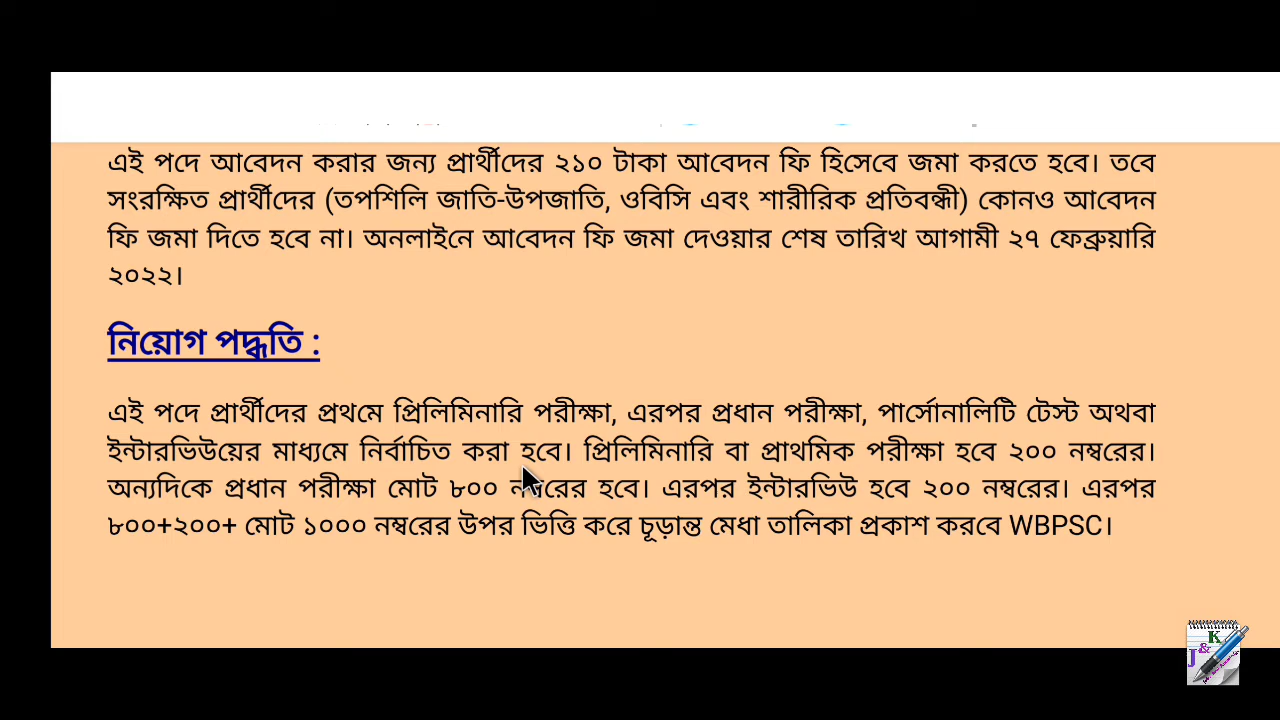 এই পদে আবেদন করার জন্য প্রার্থীদের ২১০ টাকা আবেদন ফি হিসেবে জমা করতে হবে। তবে
সংরক্ষিত প্রার্থীদের (তপশিলি জাতি-উপজাতি, ওবিসি এবং শারীরিক প্রতিবন্ধী) কোনও আবেদন
ফি জমা দিতে হবে না। অনলাইনে আবেদন ফি জমা দেওয়ার শেষ তারিখ আগামী ২৭ ফেব্রুয়ারি
২০২২।
নিয়োগ পদ্ধতি :
এই পদে প্রার্থীদের প্রথমে প্রিলিমিনারি পরীক্ষা, এরপর প্রধান পরীক্ষা, পার্সোনালিটি টেস্ট অথবা
ইন্টারভিউয়ের মাধ্যমে নির্বাচিত করা হবে। প্রিলিমিনারি বা প্রাথমিক পরীক্ষা হবে ২০০ নম্বরের।
অন্যদিকে প্রধান পরীক্ষা মোট ৮০০ নম্বরের হবে। এরপর ইন্টারভিউ হবে ২০০ নম্বরের। এরপর
৮০০+২০০+ মোট ১০০০ নম্বরের উপর ভিত্তি করে চূড়ান্ত মেধা তালিকা প্রকাশ করবে WBPSC।
J&K